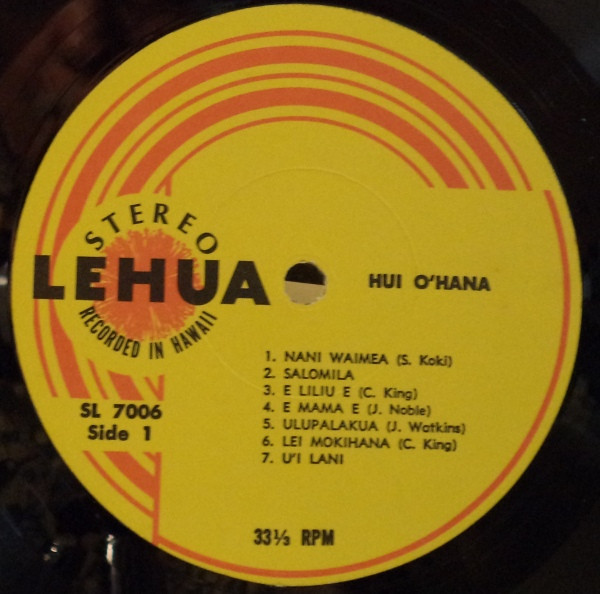 STEREO
LEHUA
RECORDED IN HAWAII
HUI O'HANA
1. NANI WAIMEA (S. Koki)
2. SALOMILA
3. E LILIU E (C. King)
4. E MAMA E (J. Noble)
5. ULUPALAKUA (J. Watkins)
6. LEI MOKIHANA (C. King)
7. U'I LANI
SL 7006
Side 1
33⅓ RPM